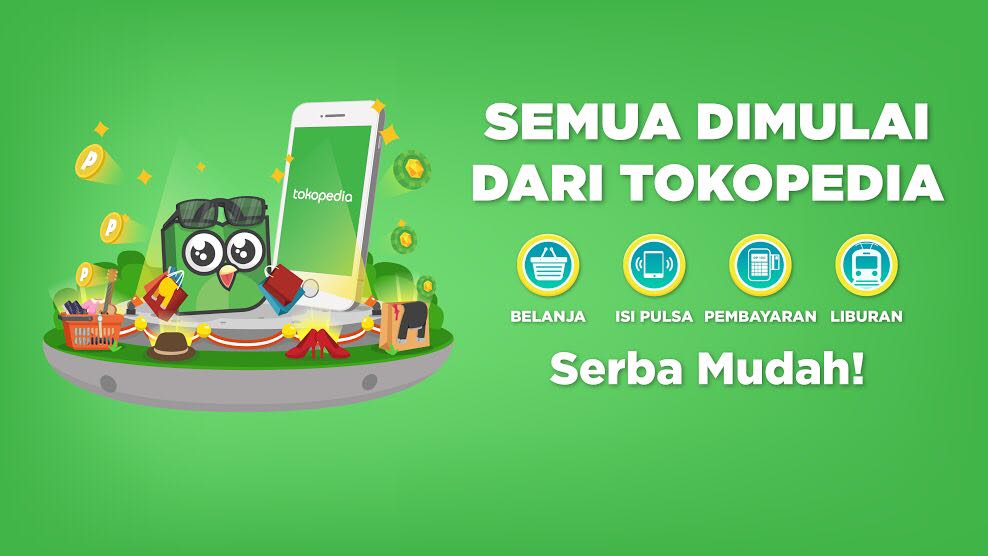 SEMUA DIMULAI
DARI TOKOPEDIA
tokopedia
BELANJA
ISI PULSA
PEMBAYARAN
LIBURAN
Serba Mudah!
P
P
P